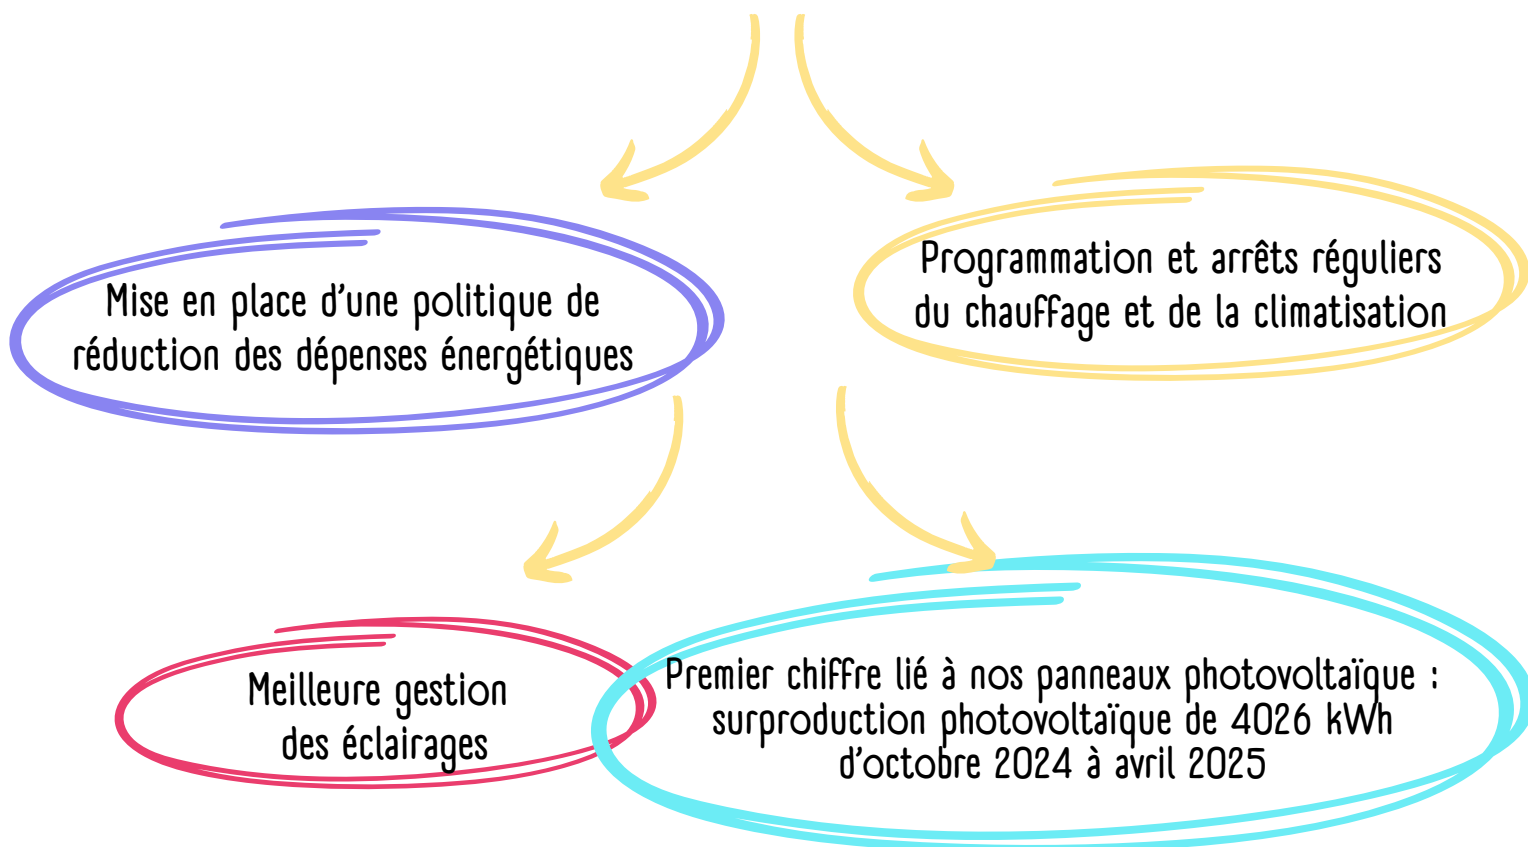 Mise en place d'une politique de
réduction des dépenses énergétiques
Programmation et arrêts réguliers
du chauffage et de la climatisation
Meilleure gestion
des éclairages
Premier chiffre lié à nos panneaux photovoltaïque :
surproduction photovoltaïque de 4026 kWh
d'octobre 2024 à avril 2025